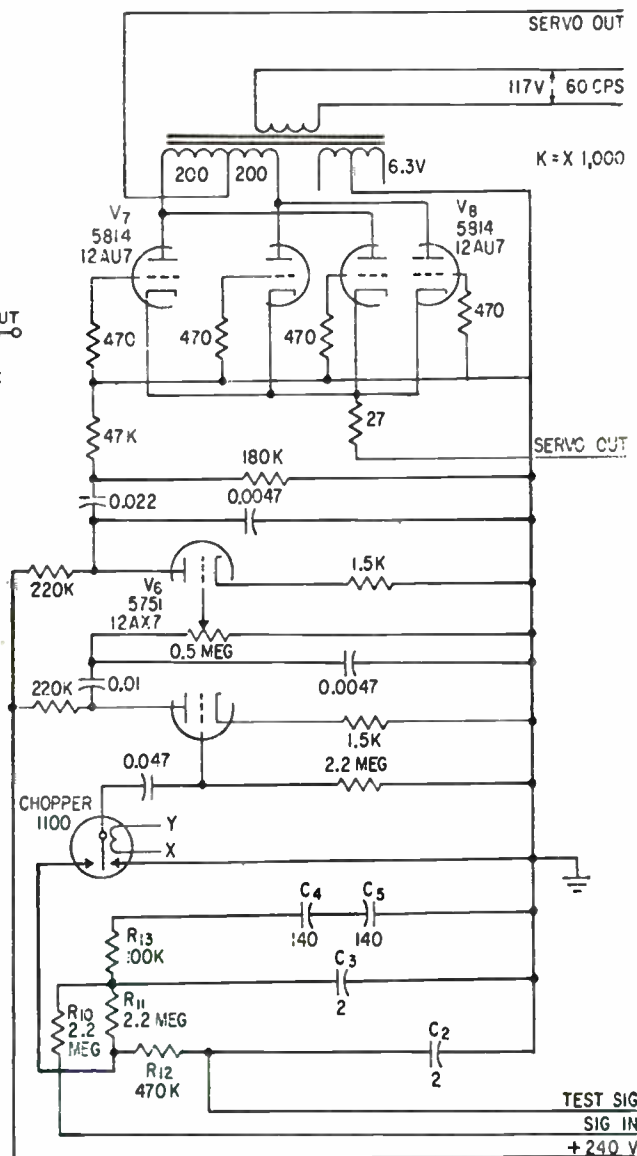 SERVO OUT
117V 60 CPS
K = X 1,000
200 200
6.3V
V7
5814
12AU7
V8
5814
12AU7
UT
470
470
470
470
27
47K
SERVO OUT
180K
0.022
0.0047
220K
V6
5751
12AX7
1.5K
0.5 MEG
220K
0.01
0.0047
1.5K
0.047
2.2 MEG
CHOPPER
1100
Y
X
C4
140
C5
140
R13
100K
C3
2
R10
2.2
MEG
R11
2.2 MEG
R12
470K
C2
2
TEST SIG
SIG IN
+240 V